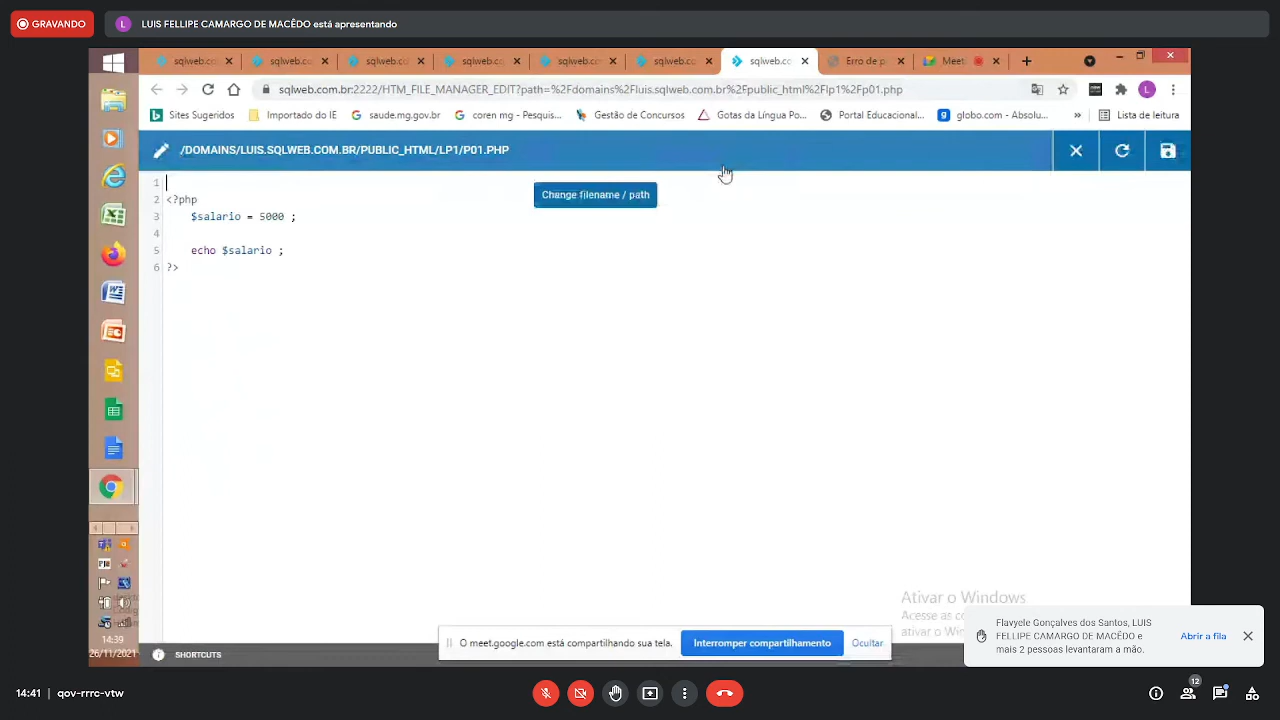 GRAVANDO
L
LUIS FELLIPE CAMARGO DE MACÊDO está apresentando
sqlweb.co
sqlweb.co
sqlweb.co
sqlweb.co
sqlweb.co
sqlweb.co
sqlweb.co
Erro de p
Meet
sqlweb.com.br:2222/HTM_FILE_MANAGER_EDIT?path=%2Fdomains%2Fluis.sqlweb.com.br%2Fpublic_html%2Flp1%2Fp01.php
L
Sites Sugeridos
Importado do IE
saude.mg.gov.br
coren mg - Pesquis...
Gestão de Concursos
Gotas da Língua Po...
Portal Educacional...
globo.com - Absolu...
»
Lista de leitura
/DOMAINS/LUIS.SQLWEB.COM.BR/PUBLIC_HTML/LP1/P01.PHP
Change filename / path
1
2 <?php
3 $salario = 5000 ;
4
5 echo $salario ;
6 ?>
Ativar o Windows
Acesse as co
ativar o Win
Flavyele Gonçalves dos Santos, LUIS
FELLIPE CAMARGO DE MACÊDO e
mais 2 pessoas levantaram a mão.
Abrir a fila
O meet.google.com está compartilhando sua tela.
Interromper compartilhamento
Ocultar
14:39
26/11/2021
SHORTCUTS
14:41 | qov-rrrc-vtw
12